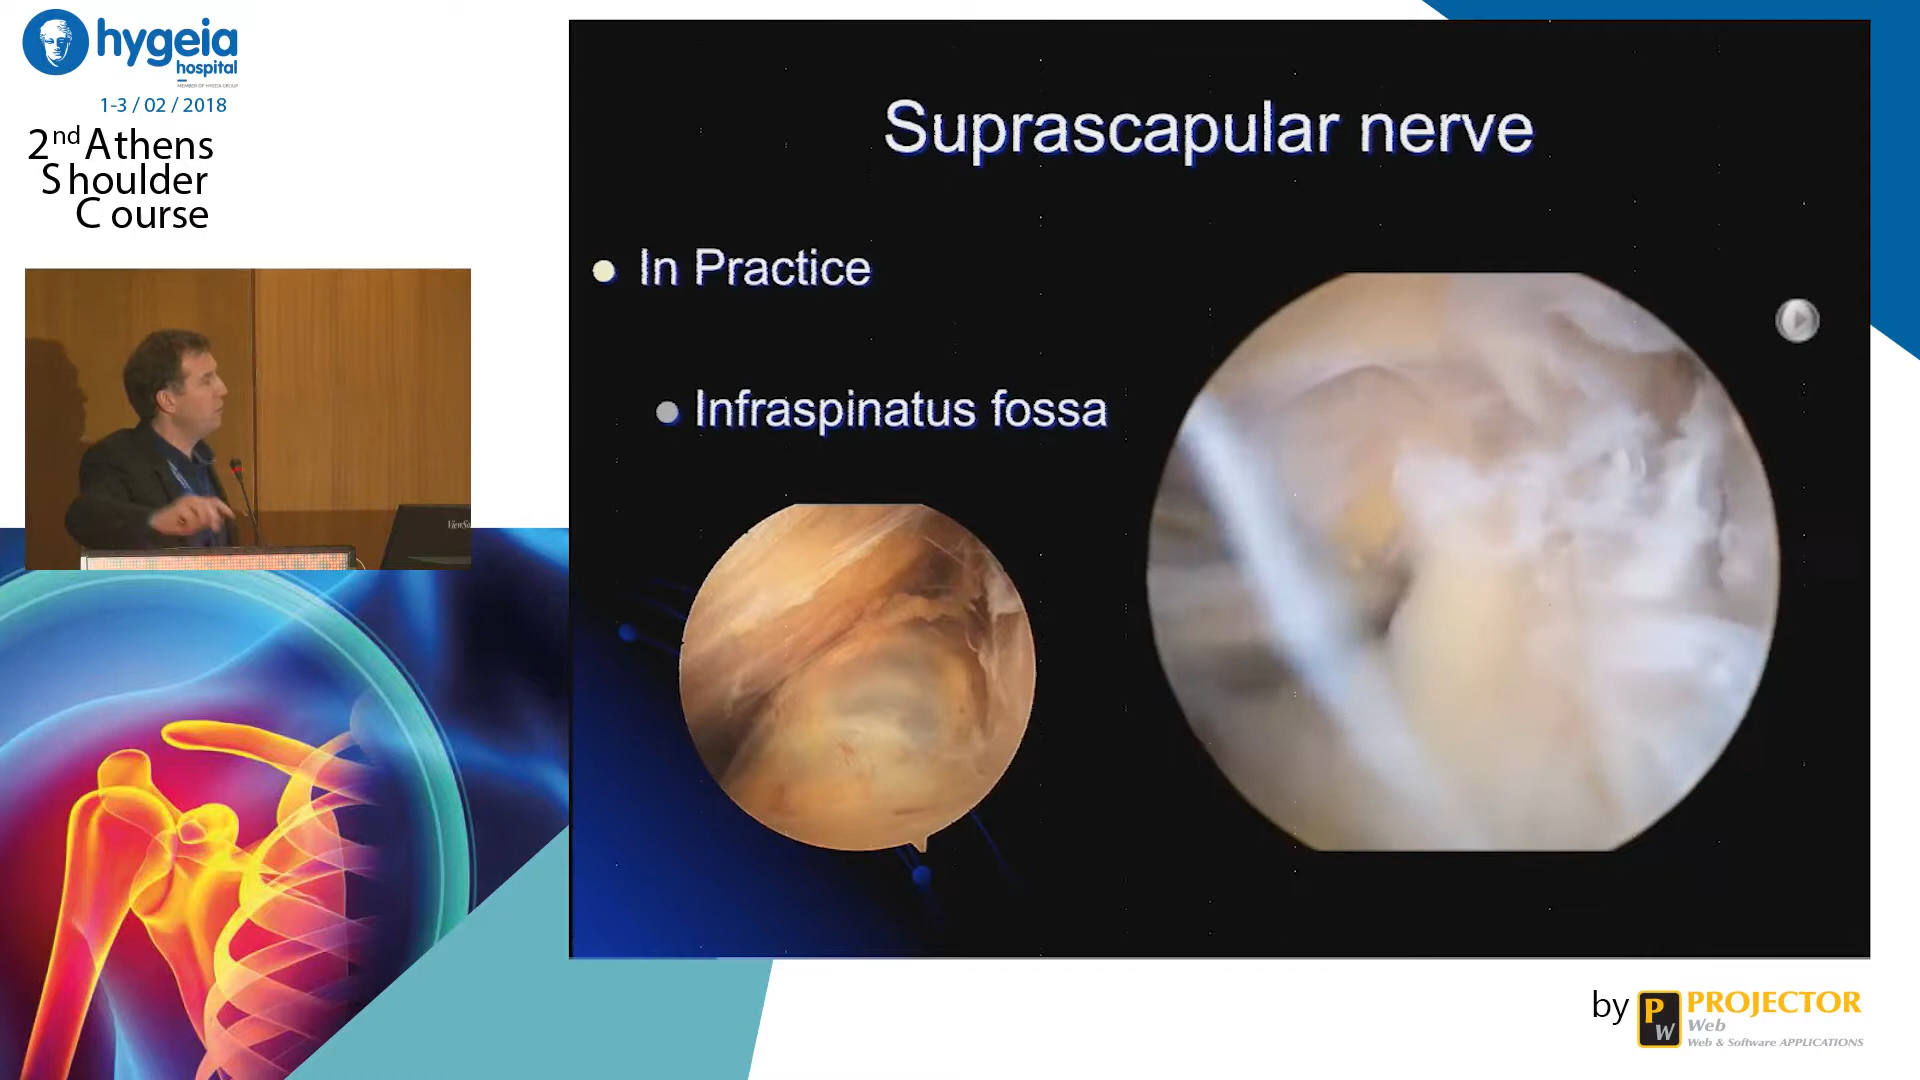 hygeia
hospital
MEMBER OF HYGEIA GROUP
1-3 / 02 / 2018
2nd Athens
Shoulder
Course
Suprascapular nerve
In Practice
Infraspinatus fossa
by
PROJECTOR
Web
Web & Software APPLICATIONS
PW